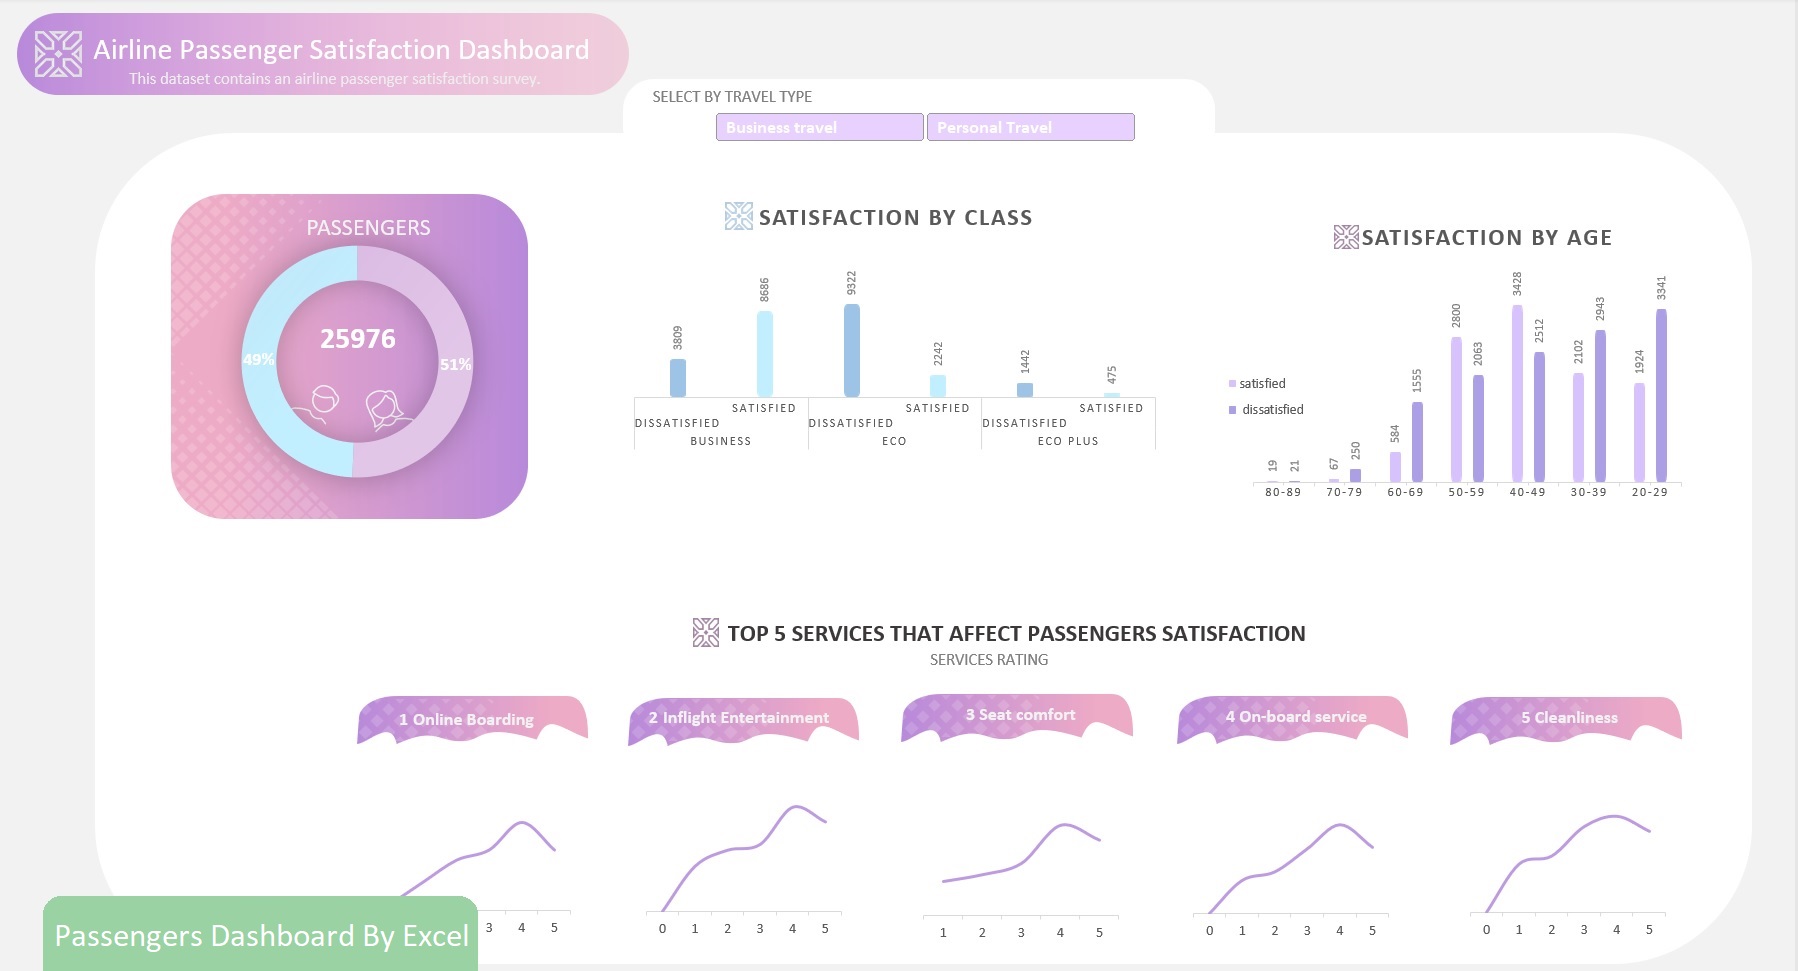 Airline Passenger Satisfaction Dashboard
This dataset contains an airline passenger satisfaction survey.
SELECT BY TRAVEL TYPE
Business travel
Personal Travel
PASSENGERS
49%
25976
51%
SATISFACTION BY CLASS
3809
8686
9322
2242
1442
475
SATISFIED
SATISFIED
SATISFIED
DISSATISFIED
DISSATISFIED
DISSATISFIED
BUSINESS
ECO
ECO PLUS
SATISFACTION BY AGE
satisfied
dissatisfied
19
21
67
250
584
1555
2800
2063
3428
2512
2102
2943
1924
3341
80-89
70-79
60-69
50-59
40-49
30-39
20-29
TOP 5 SERVICES THAT AFFECT PASSENGERS SATISFACTION
SERVICES RATING
1 Online Boarding
2 Inflight Entertainment
3 Seat comfort
4 On-board service
5 Cleanliness
3 4 5
0 1 2 3 4 5
1 2 3 4 5
0 1 2 3 4 5
0 1 2 3 4 5
Passengers Dashboard By Excel